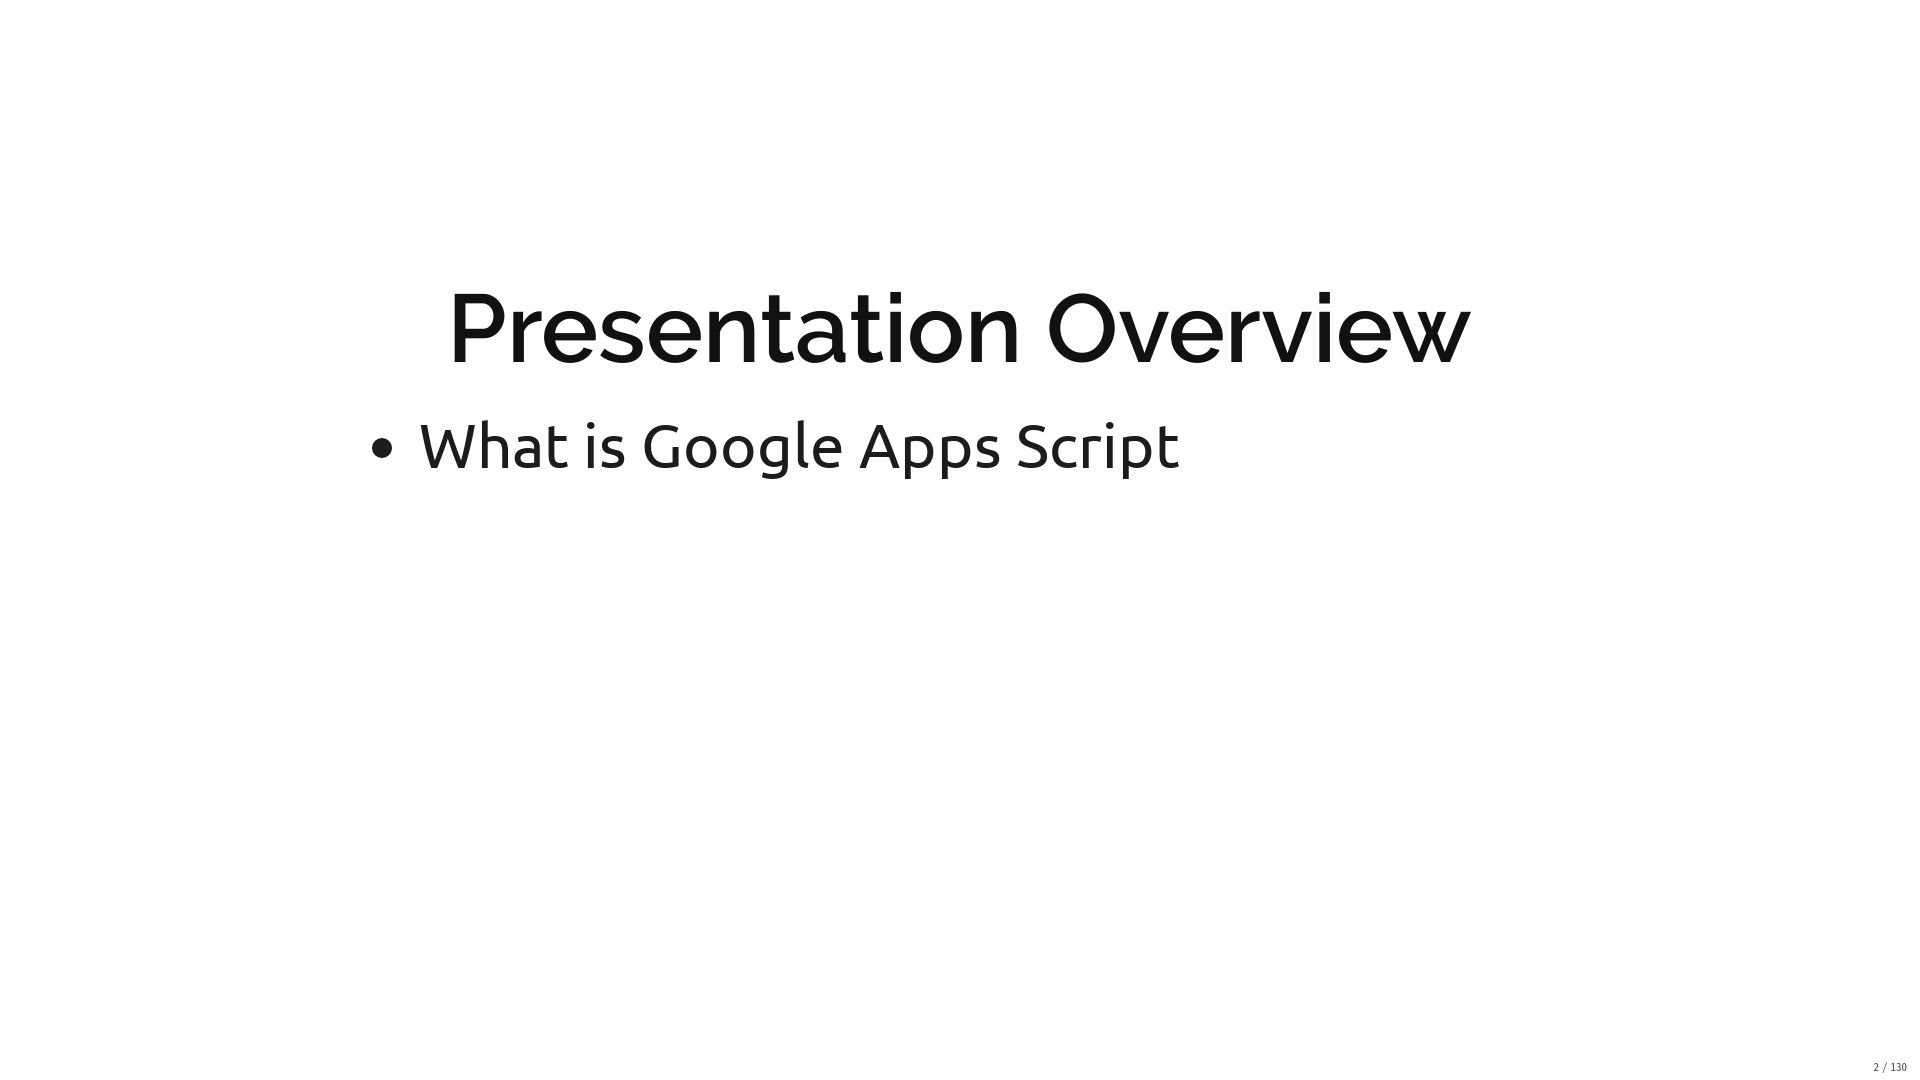 Presentation Overview
• What is Google Apps Script
2 / 130